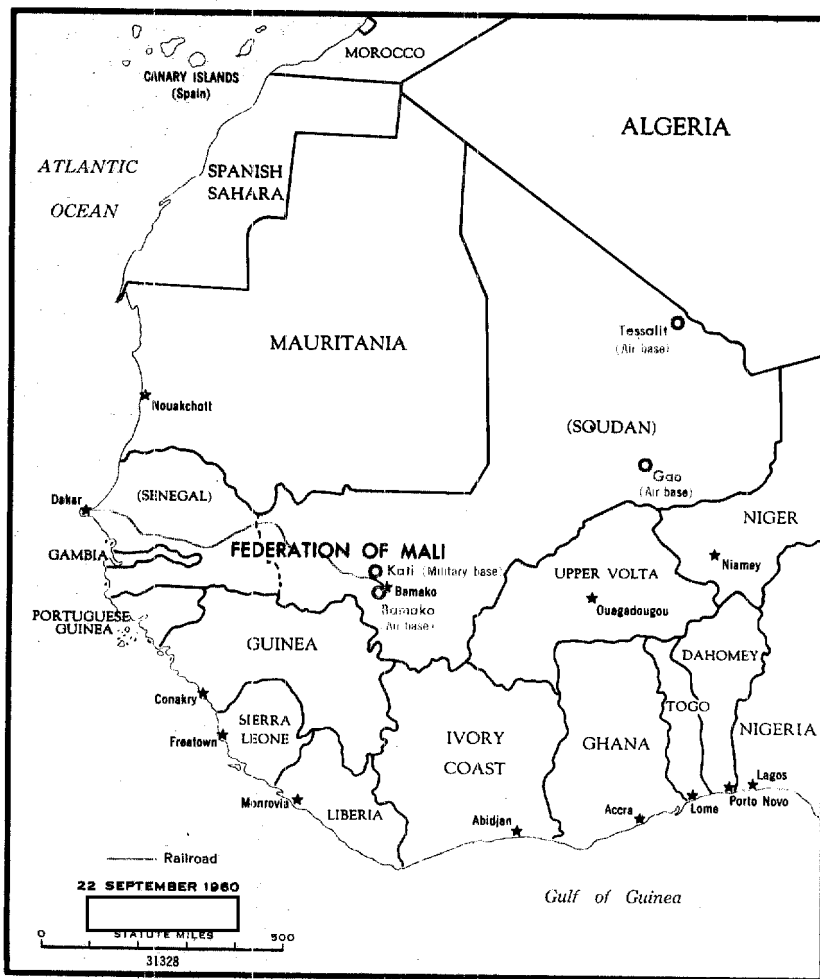 MOROCCO
CANARY ISLANDS
(Spain)
ALGERIA
ATLANTIC
OCEAN
SPANISH
SAHARA
MAURITANIA
Tessalit
(Air base)
Nouakchott
(SOUDAN)
Gao
(Air base)
Dakar
(SENEGAL)
NIGER
GAMBIA
FEDERATION OF MALI
Niamey
Kati (Military base)
UPPER VOLTA
Bamako
Bamako
(Air base)
Ouagadougou
PORTUGUESE
GUINEA
GUINEA
DAHOMEY
Conakry
TOGO
SIERRA
LEONE
Freetown
IVORY
COAST
GHANA
NIGERIA
Lagos
Monrovia
LIBERIA
Abidjan
Accra
Lome
Porto Novo
Railroad
22 SEPTEMBER 1960
Gulf of Guinea
0 STATUTE MILES 500
31328